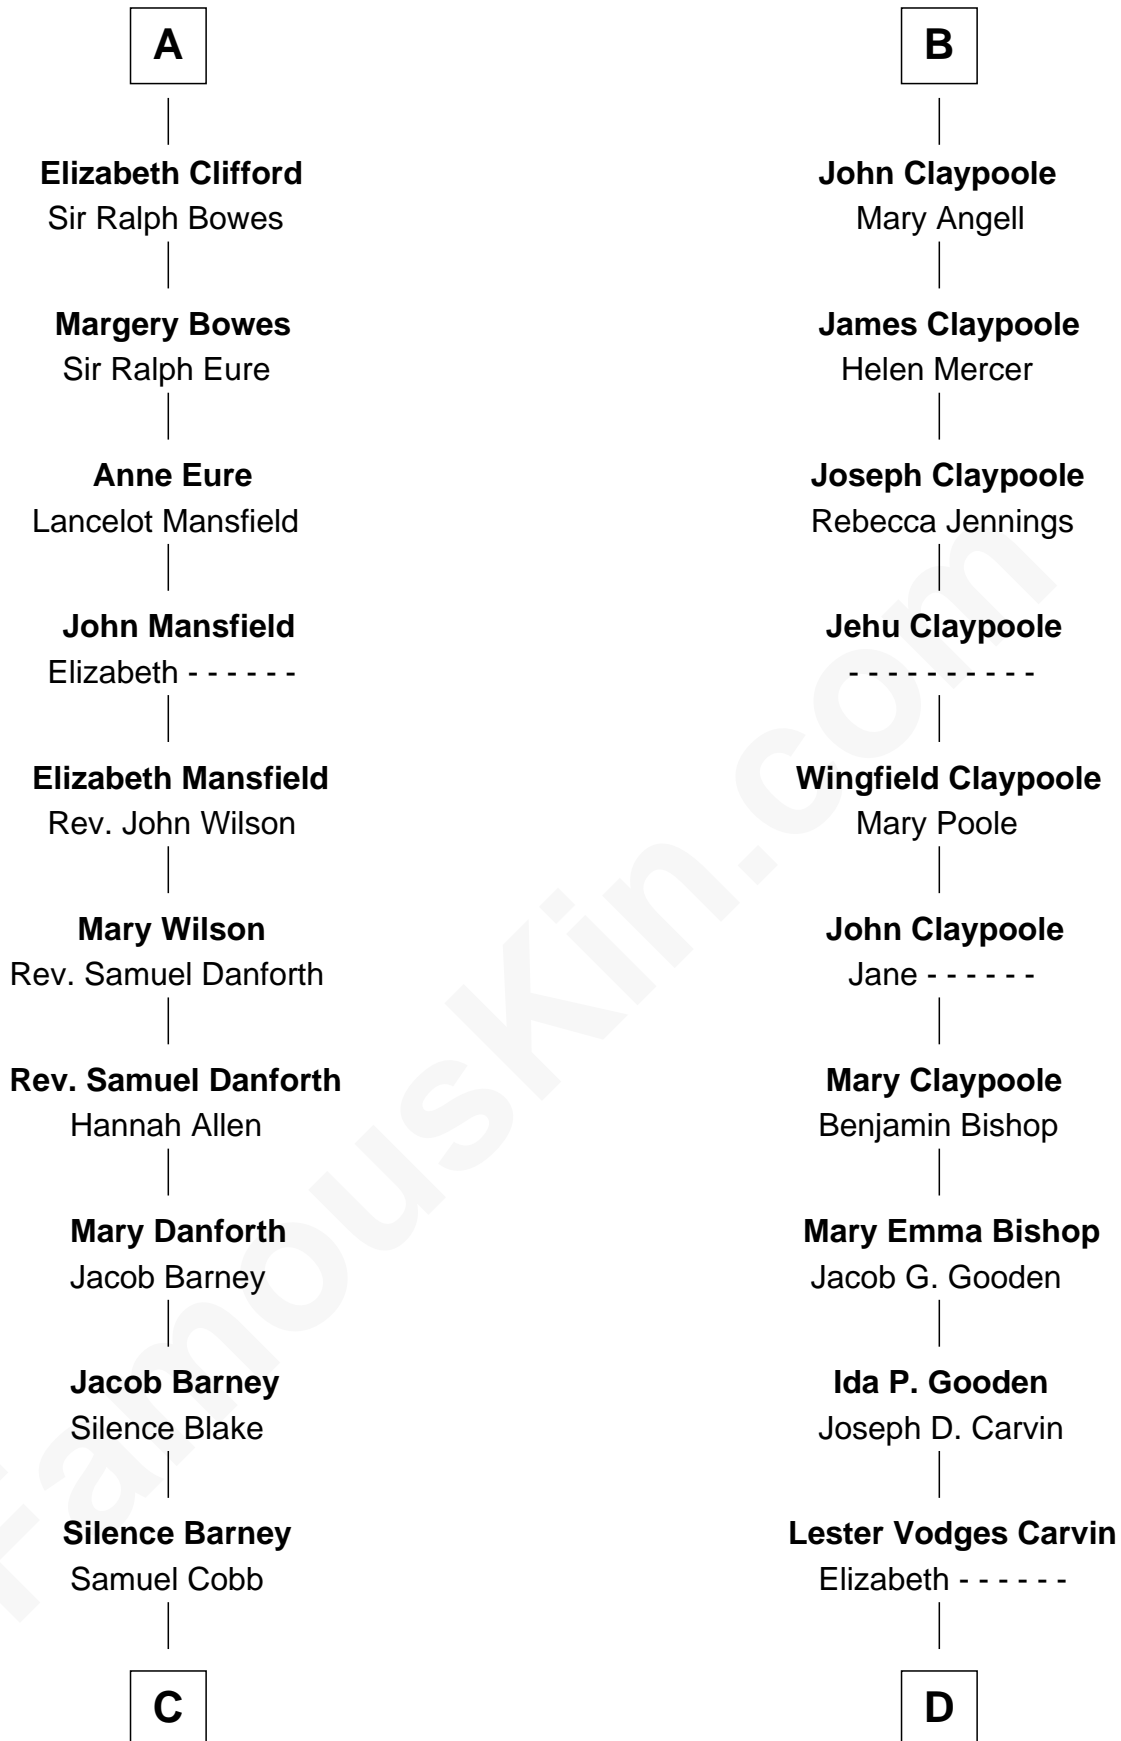 A
Elizabeth Clifford
Sir Ralph Bowes
Margery Bowes
Sir Ralph Eure
Anne Eure
Lancelot Mansfield
John Mansfield
Elizabeth - - - - - -
Elizabeth Mansfield
Rev. John Wilson
Mary Wilson
Rev. Samuel Danforth
Rev. Samuel Danforth
Hannah Allen
Mary Danforth
Jacob Barney
Jacob Barney
Silence Blake
Silence Barney
Samuel Cobb
C
B
John Claypoole
Mary Angell
James Claypoole
Helen Mercer
Joseph Claypoole
Rebecca Jennings
Jehu Claypoole
- - - - - - - - - -
Wingfield Claypoole
Mary Poole
John Claypoole
Jane - - - - - -
Mary Claypoole
Benjamin Bishop
Mary Emma Bishop
Jacob G. Gooden
Ida P. Gooden
Joseph D. Carvin
Lester Vodges Carvin
Elizabeth - - - - - -
D
FamousKin.com